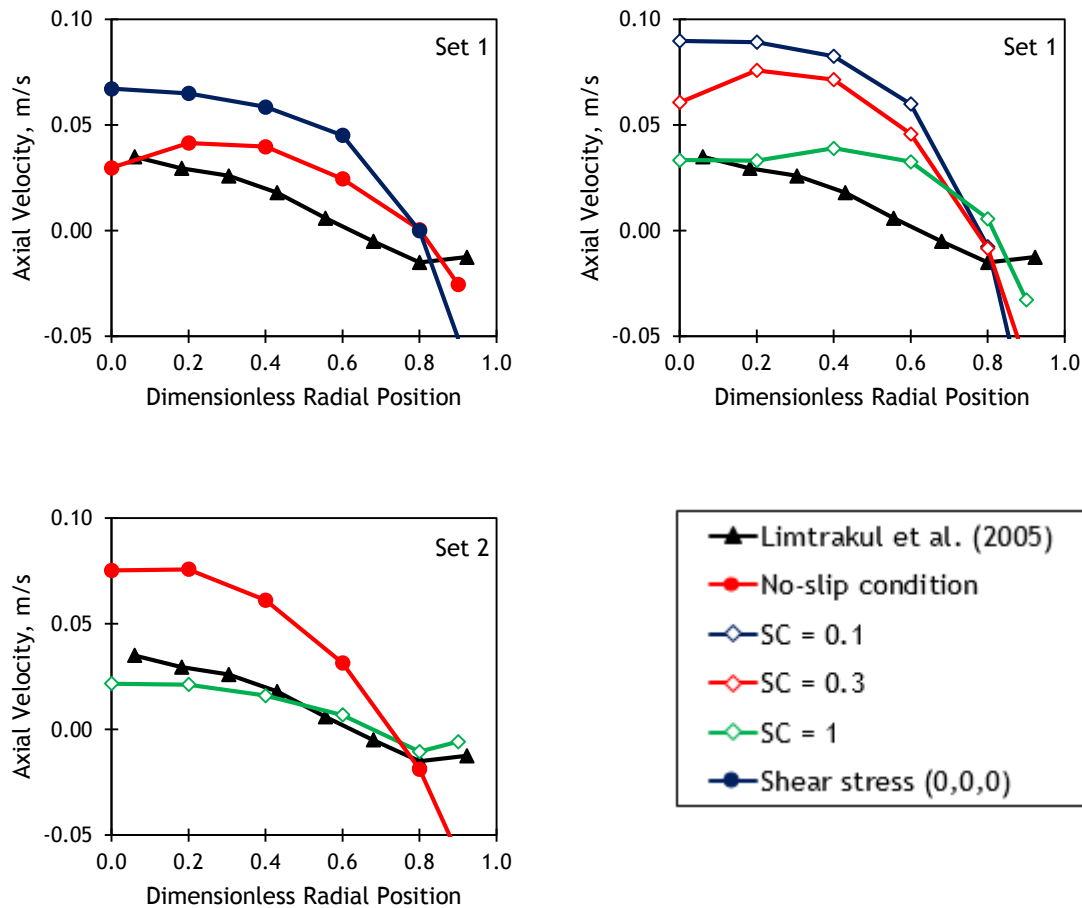 Set 1
Axial Velocity, m/s
0.10
0.05
0.00
-0.05
0.0 0.2 0.4 0.6 0.8 1.0
Dimensionless Radial Position
Set 1
Axial Velocity, m/s
0.10
0.05
0.00
-0.05
0.0 0.2 0.4 0.6 0.8 1.0
Dimensionless Radial Position
Set 2
Axial Velocity, m/s
0.10
0.05
0.00
-0.05
0.0 0.2 0.4 0.6 0.8 1.0
Dimensionless Radial Position
Limtrakul et al. (2005)
No-slip condition
SC = 0.1
SC = 0.3
SC = 1
Shear stress (0,0,0)